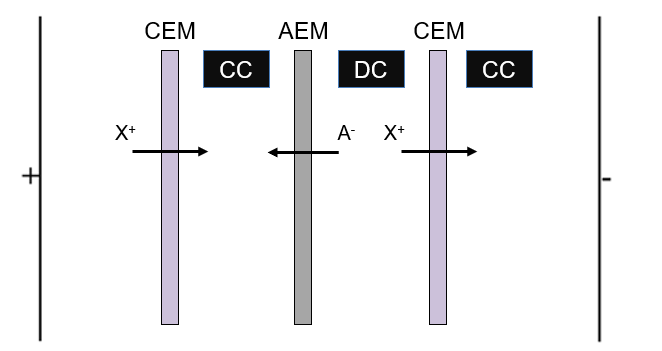 CEM AEM CEM
CC DC CC
X⁺ A⁻ X⁺
+ -